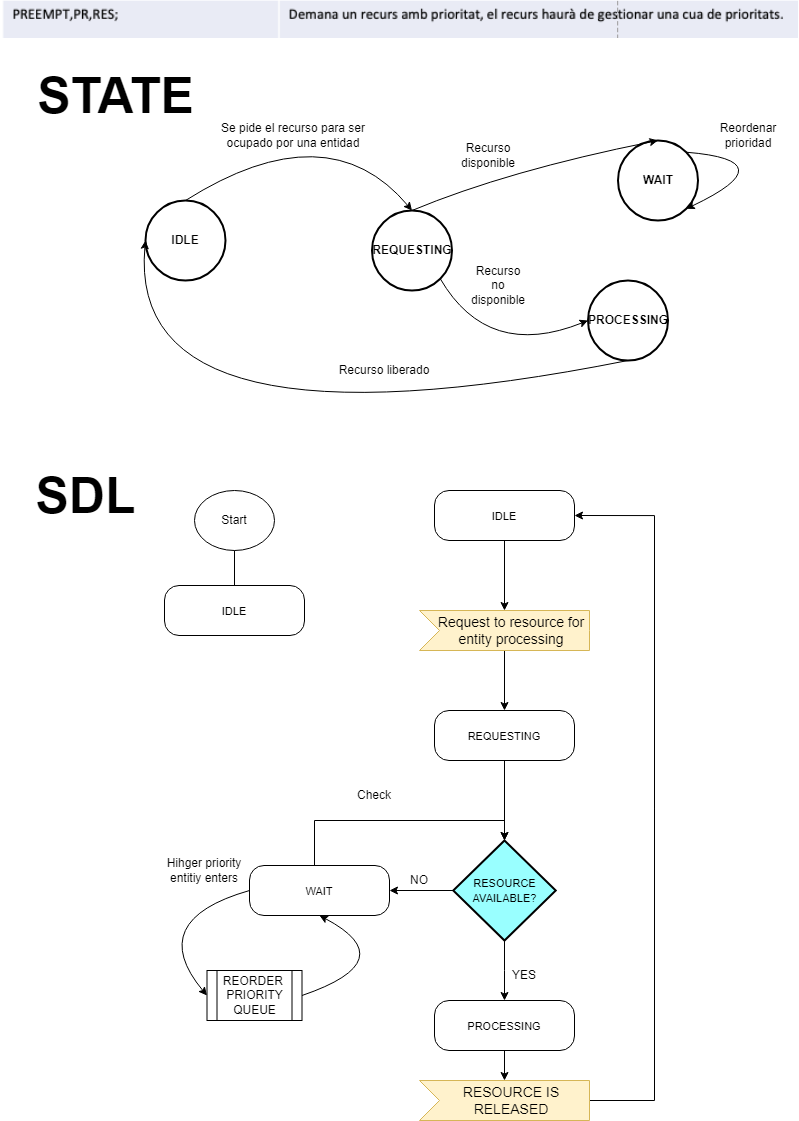 PREEMPT,PR,RES;
Demana un recurs amb prioritat, el recurs haurà de gestionar una cua de prioritats.
STATE
Se pide el recurso para ser
ocupado por una entidad
Recurso
disponible
Reordenar
prioridad
WAIT
IDLE
REQUESTING
Recurso
no
disponible
PROCESSING
Recurso liberado
SDL
Start
IDLE
IDLE
Request to resource for
entity processing
REQUESTING
Check
Hihger priority
entitiy enters
WAIT
NO
RESOURCE
AVAILABLE?
REORDER
PRIORITY
QUEUE
YES
PROCESSING
RESOURCE IS
RELEASED